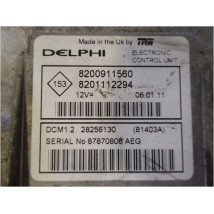 Made in the Uk by TRW
DELPHI ELECTRONIC
CONTROL UNIT
153
8200911560
8201112294
12V= 06.01.11
DCM1.2 28256130 (81403A)
SERIAL No 87870806 AEG